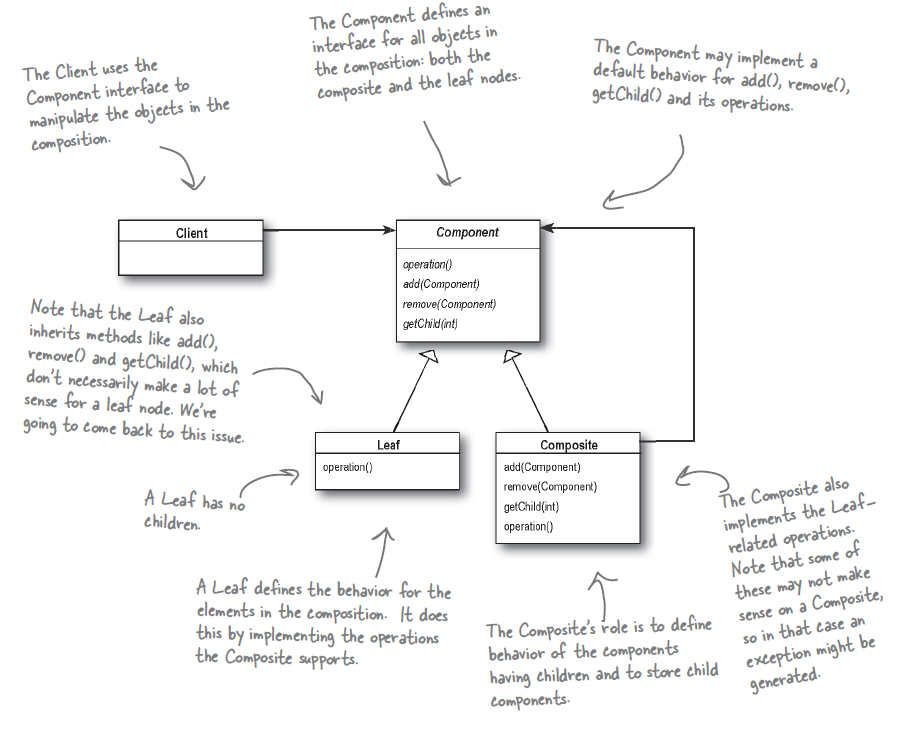 The Component defines an
interface for all objects in
the composition: both the
composite and the leaf nodes.
The Component may implement a
default behavior for add(), remove(),
getChild() and its operations.
The Client uses the
Component interface to
manipulate the objects in the
composition.
Client
Component
operation()
add(Component)
remove(Component)
getChild(int)
Note that the Leaf also
inherits methods like add(),
remove() and getChild(), which
don't necessarily make a lot of
sense for a leaf node. We're
going to come back to this issue.
Leaf
operation()
Composite
add(Component)
remove(Component)
getChild(int)
operation()
A Leaf has no
children.
The Composite also
implements the Leaf-
related operations.
Note that some of
these may not make
sense on a Composite,
so in that case an
exception might be
generated.
A Leaf defines the behavior for the
elements in the composition. It does
this by implementing the operations
the Composite supports.
The Composite's role is to define
behavior of the components
having children and to store child
components.